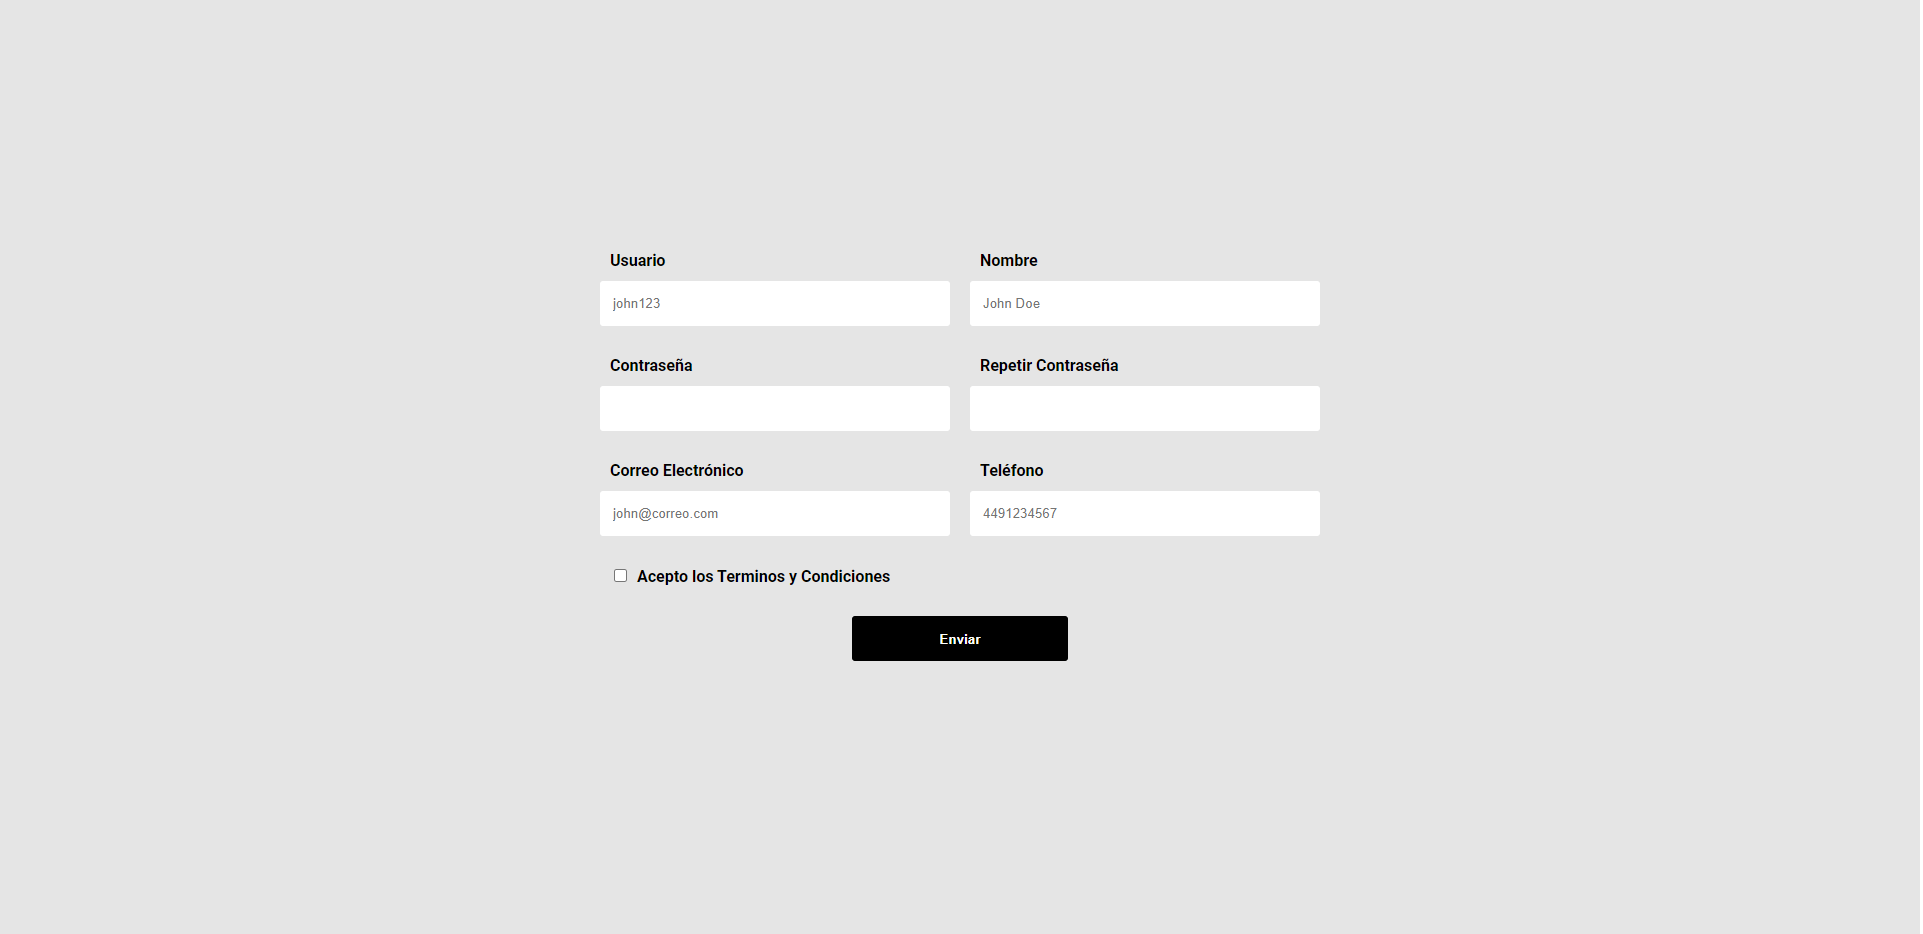 Usuario
Nombre
john123
John Doe
Contraseña
Repetir Contraseña
Correo Electrónico
Teléfono
john@correo.com
4491234567
Acepto los Terminos y Condiciones
Enviar